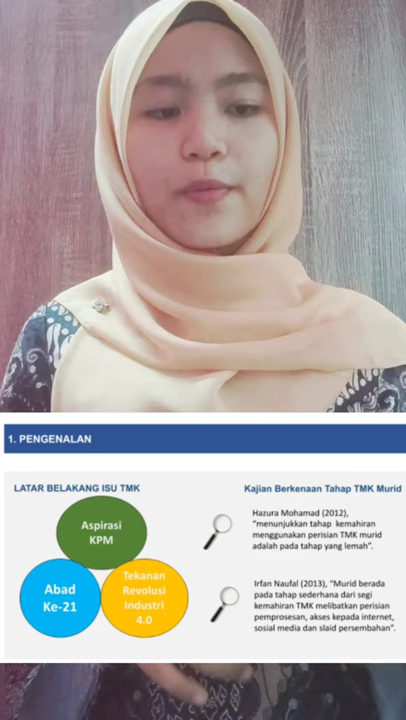 1. PENGENALAN
LATAR BELAKANG ISU TMK
Aspirasi
KPM
Abad
Ke-21
Tekanan
Revolusi
Industri
4.0
Kajian Berkenaan Tahap TMK Murid
Hazura Mohamad (2012),
"menunjukkan tahap kemahiran
menggunakan perisian TMK murid
adalah pada tahap yang lemah".
Irfan Naufal (2013), "Murid berada
pada tahap sederhana dari segi
kemahiran TMK melibatkan perisian
pemprosesan, akses kepada internet,
sosial media dan slaid persembahan".